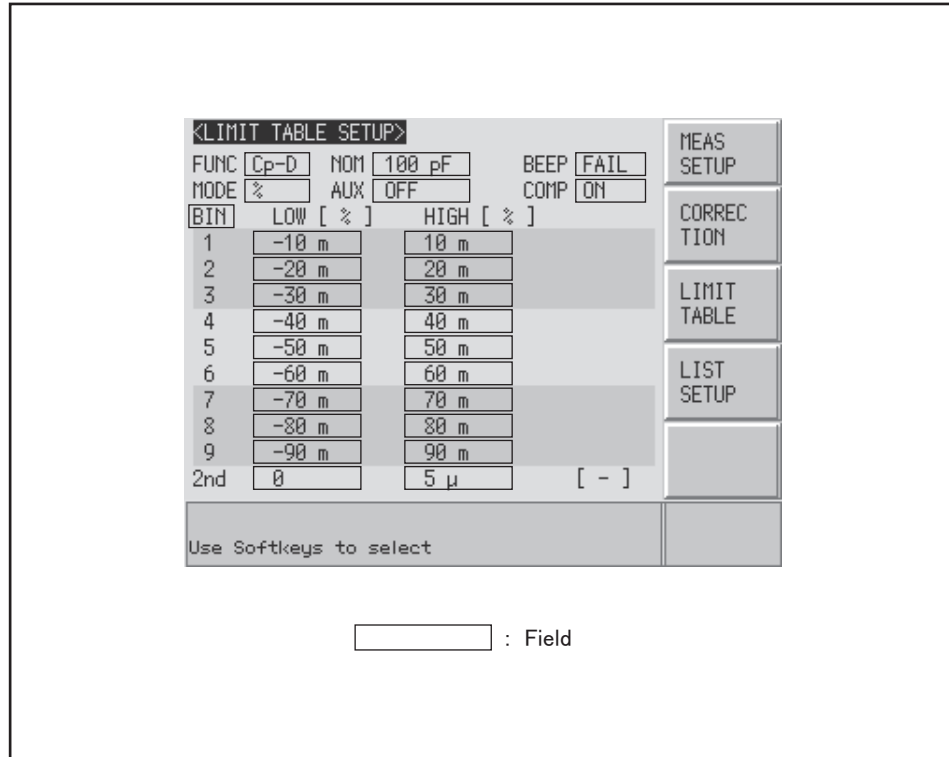 <LIMIT TABLE SETUP>
FUNC Cp-D NOM 100 pF BEEP FAIL
MODE % AUX OFF COMP ON
BIN LOW [ % ] HIGH [ % ]
1 -10 m 10 m
2 -20 m 20 m
3 -30 m 30 m
4 -40 m 40 m
5 -50 m 50 m
6 -60 m 60 m
7 -70 m 70 m
8 -80 m 80 m
9 -90 m 90 m
2nd 0 5 µ [ - ]
Use Softkeys to select
MEAS
SETUP
CORREC
TION
LIMIT
TABLE
LIST
SETUP
: Field